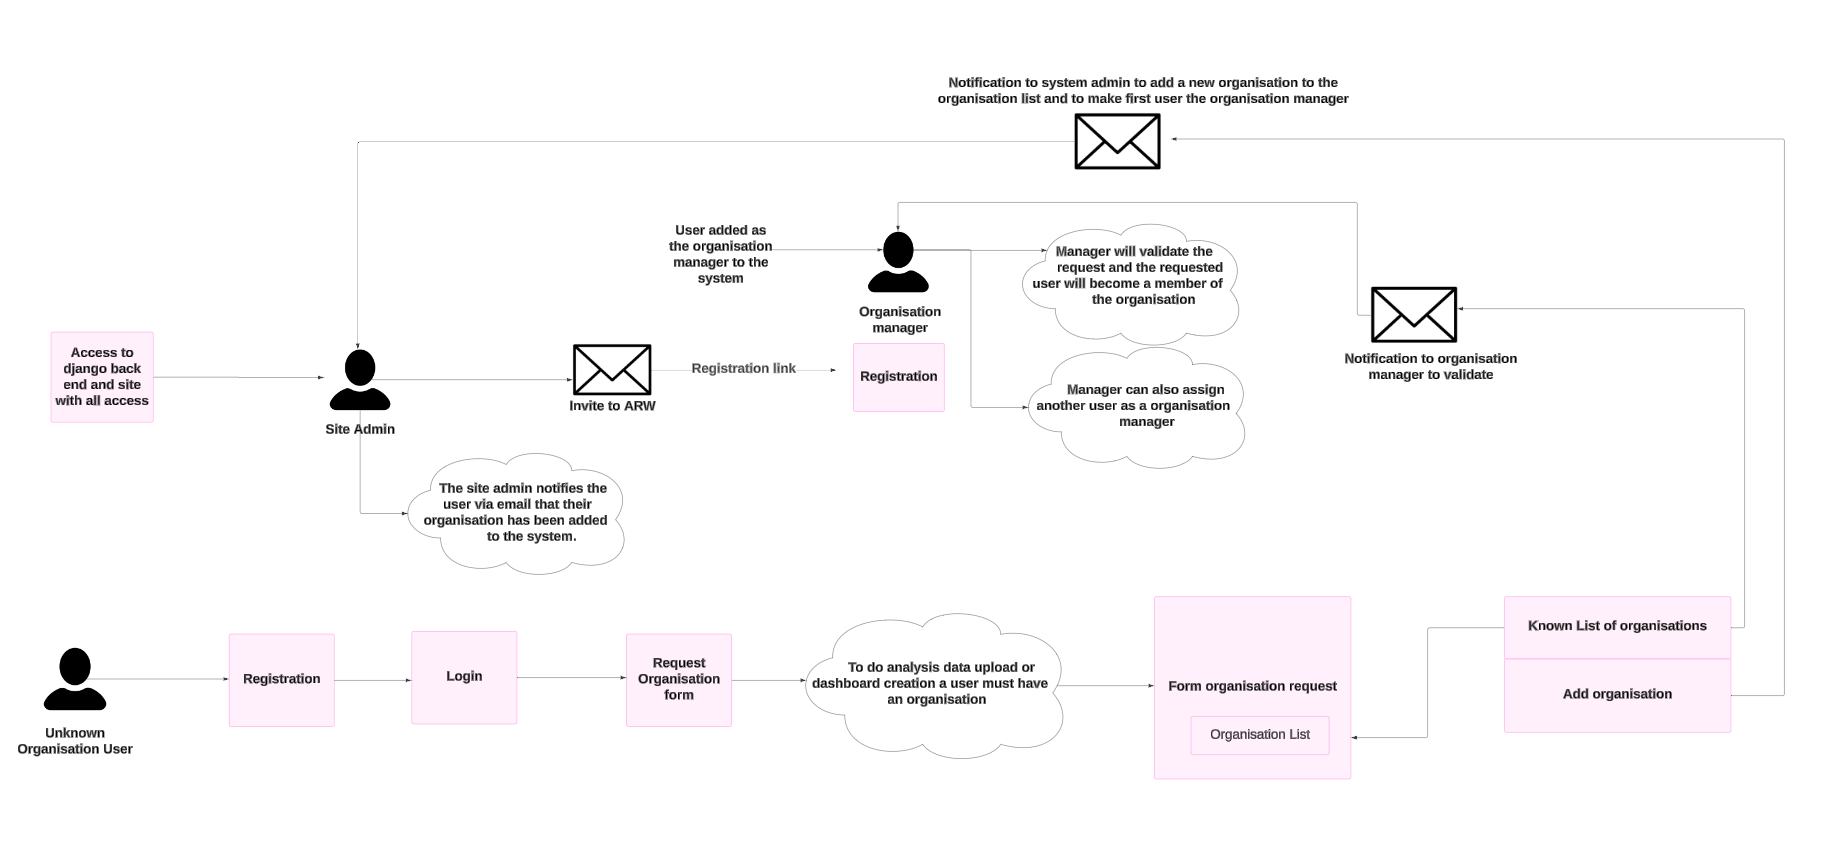 Notification to system admin to add a new organisation to the
organisation list and to make first user the organisation manager
User added as
the organisation
manager to the
system
Organisation
manager
Manager will validate the
request and the requested
user will become a member of
the organisation
Notification to organisation
manager to validate
Access to
django back
end and site
with all access
Site Admin
Invite to ARW
Registration link
Registration
Manager can also assign
another user as a organisation
manager
The site admin notifies the
user via email that their
organisation has been added
to the system.
Unknown
Organisation User
Registration
Login
Request
Organisation
form
To do analysis data upload or
dashboard creation a user must have
an organisation
Form organisation request
Organisation List
Known List of organisations
Add organisation